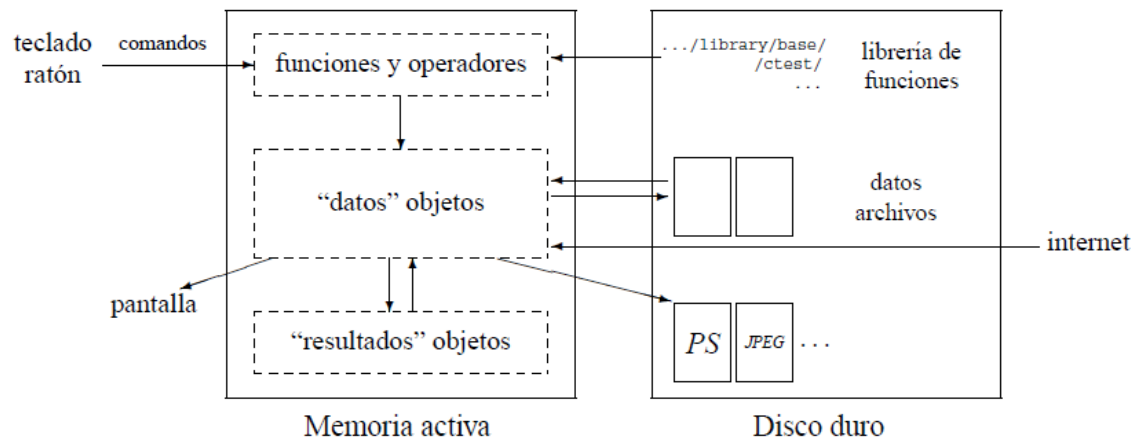 teclado
ratón
comandos
funciones y operadores
.../library/base/
/ctest/
...
librería de
funciones
“datos” objetos
datos
archivos
internet
pantalla
“resultados” objetos
PS
JPEG
...
Memoria activa
Disco duro